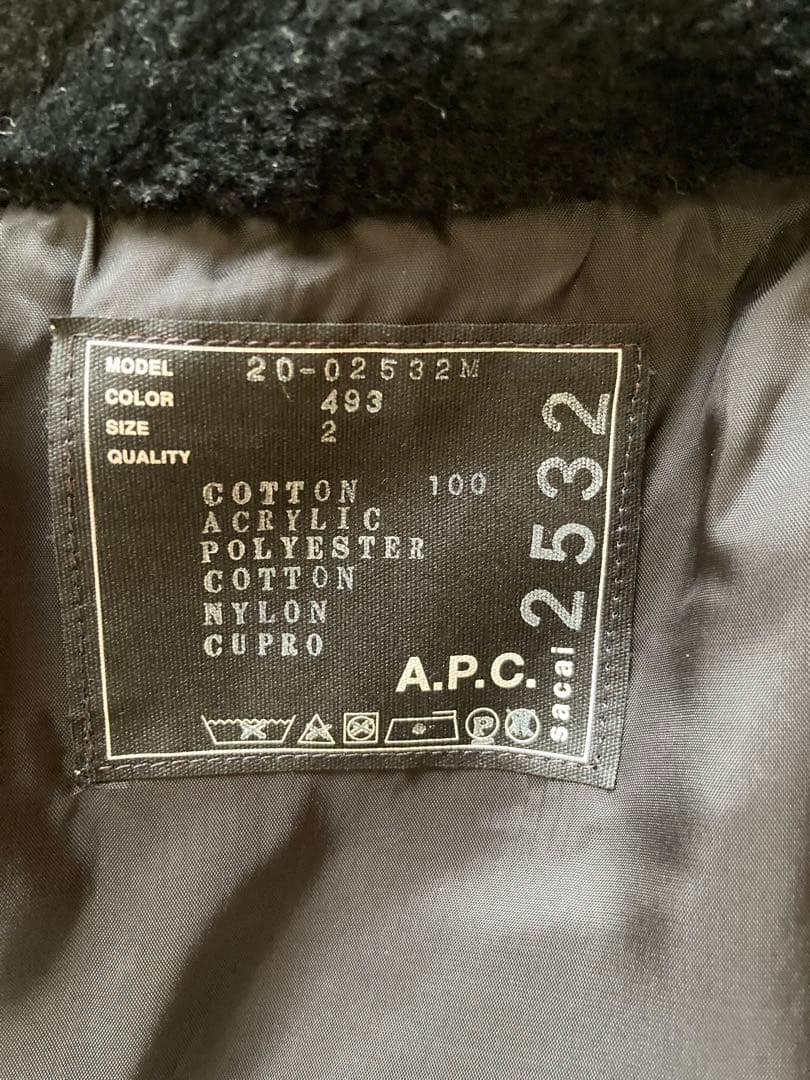 MODEL 20-02532M
COLOR 493
SIZE 2
QUALITY
COTTON 100
ACRYLIC
POLYESTER
COTTON
NYLON
CUPRO
A.P.C.
sacai 2532
P